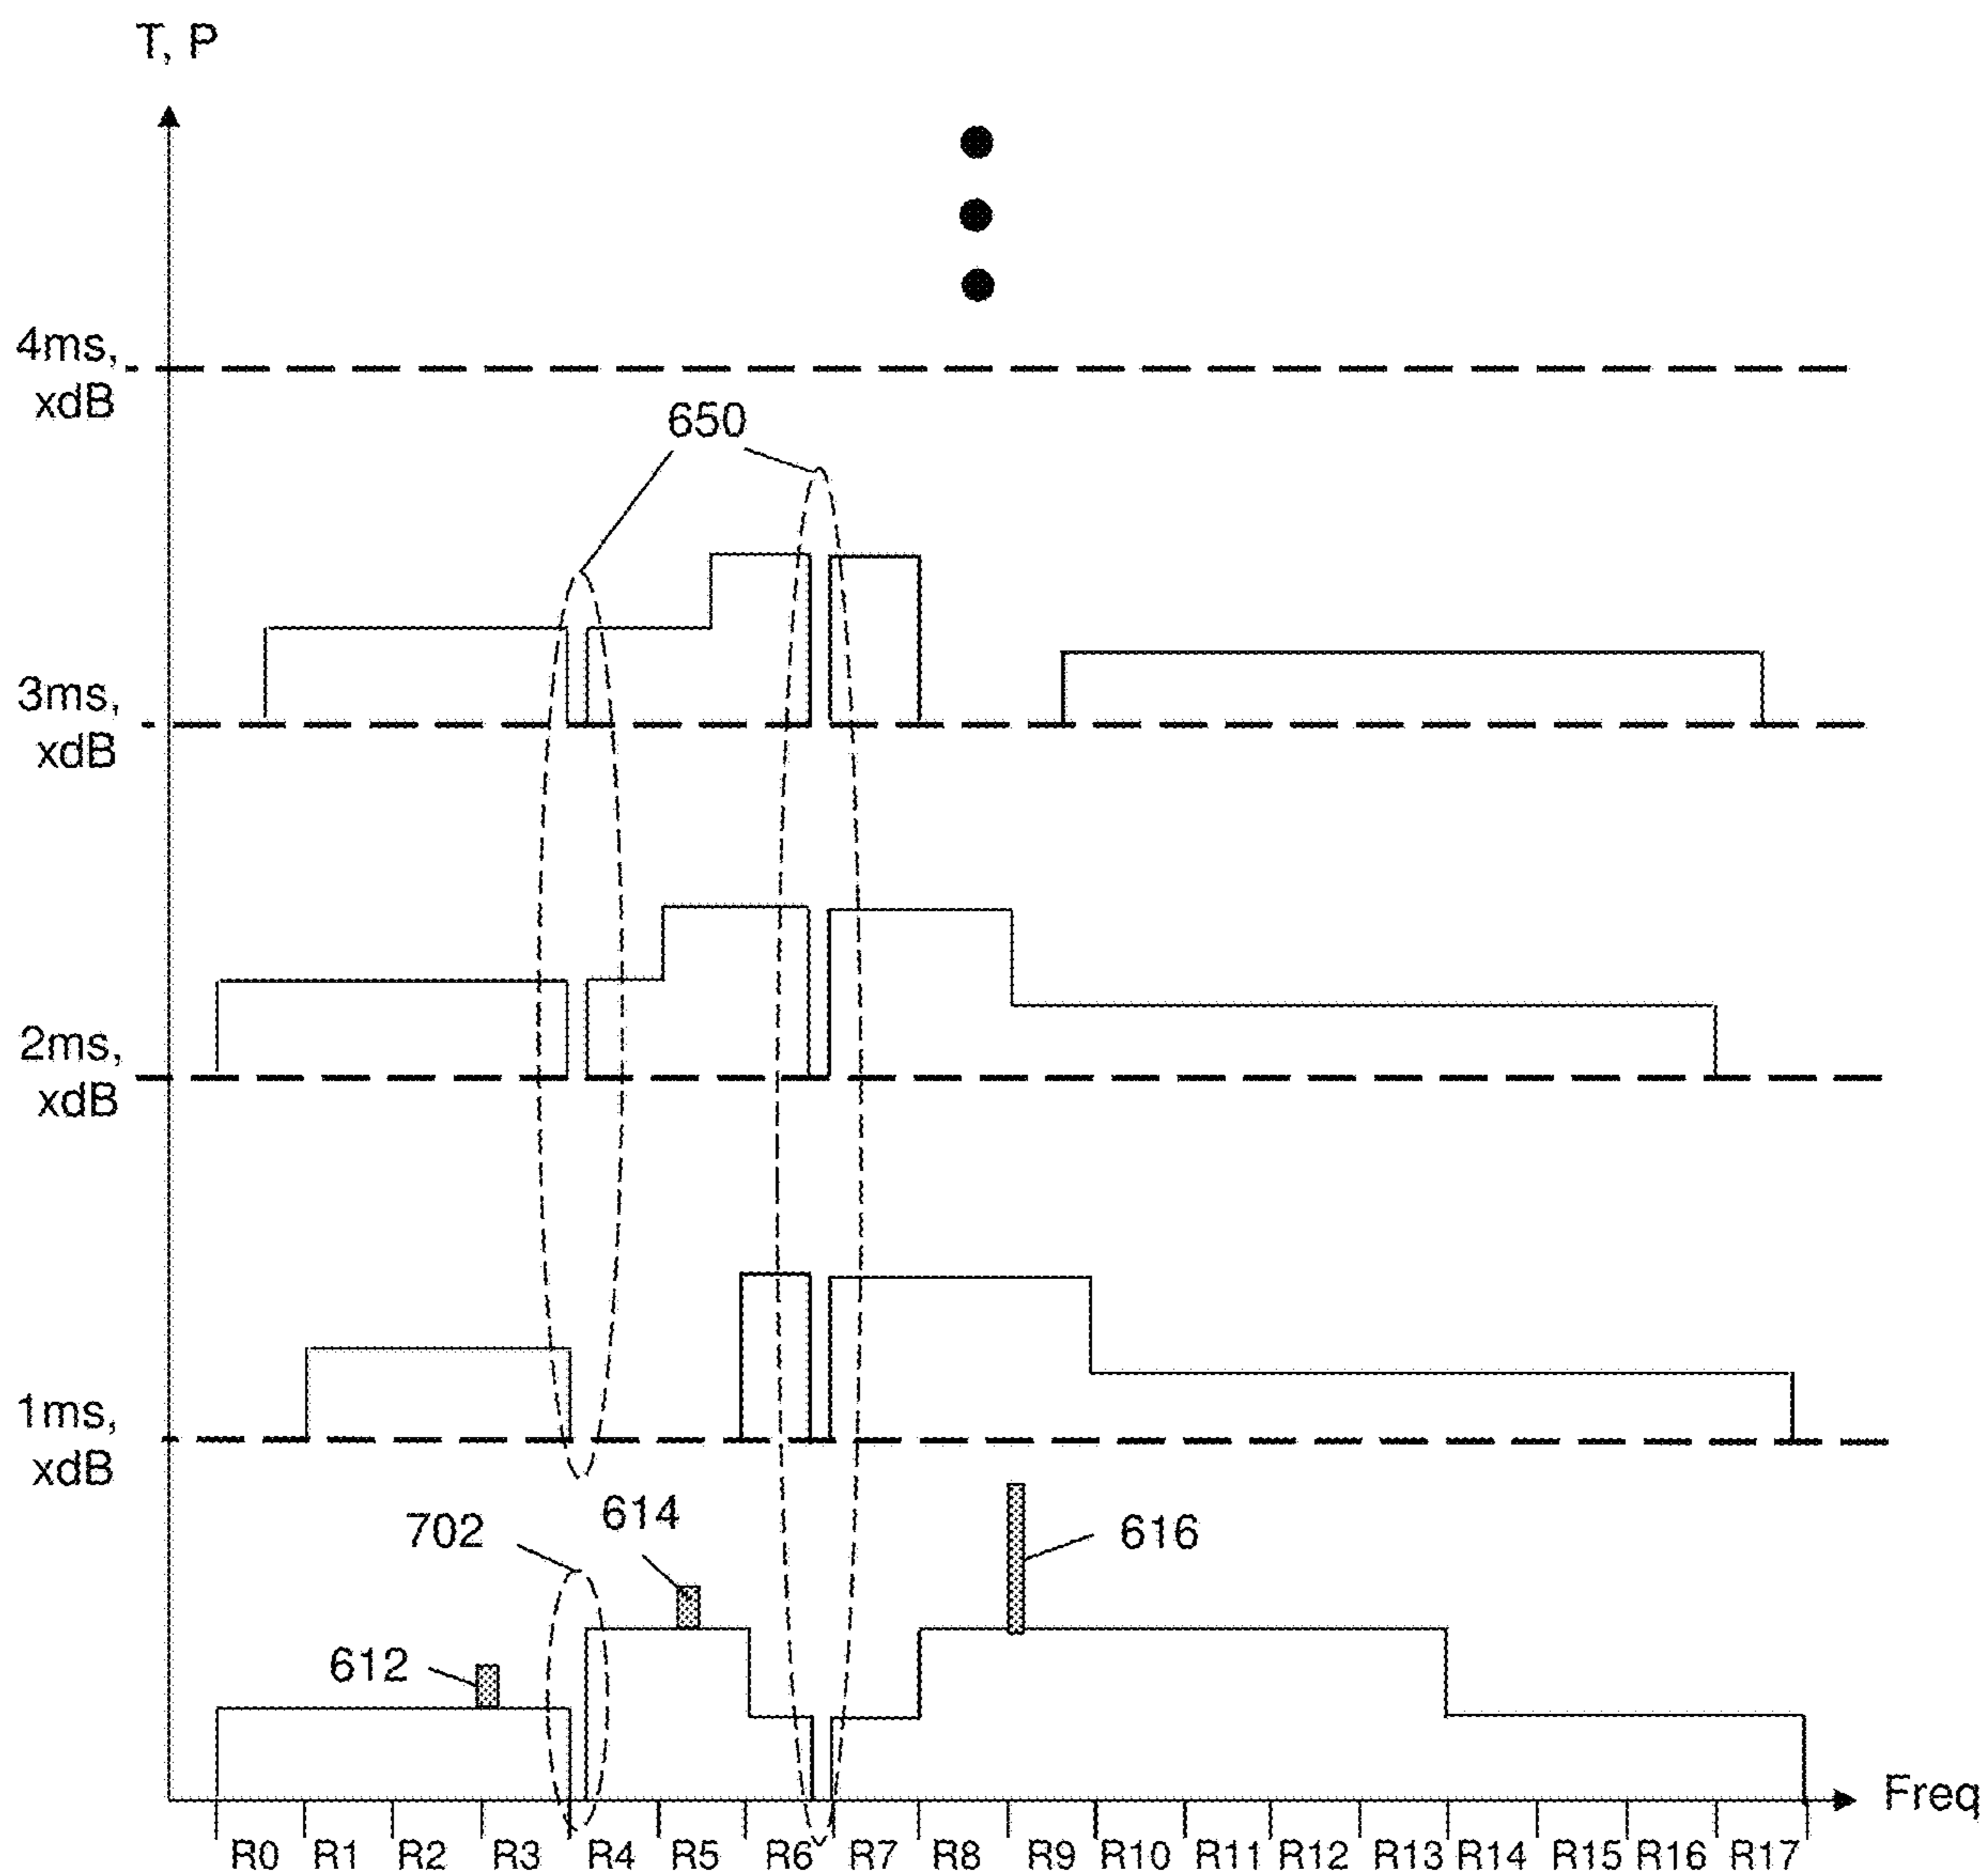 T, P
4ms,
xdB
650
3ms,
xdB
2ms,
xdB
1ms,
xdB
702
614
616
612
Freq
R0 R1 R2 R3 R4 R5 R6 R7 R8 R9 R10 R11 R12 R13 R14 R15 R16 R17